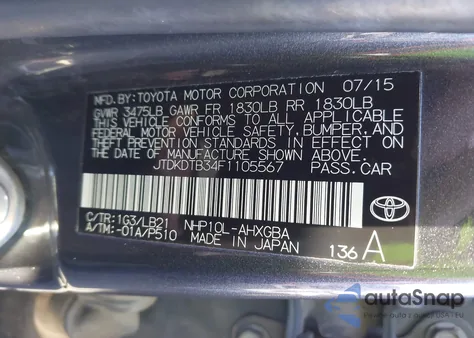 MFD.BY: TOYOTA MOTOR CORPORATION 07/15
GVWR 3475LB GAWR FR 1830LB RR 1830LB
THIS VEHICLE CONFORMS TO ALL APPLICABLE
FEDERAL MOTOR VEHICLE SAFETY, BUMPER, AND
THEFT PREVENTION STANDARDS IN EFFECT ON
THE DATE OF MANUFACTURE SHOWN ABOVE.
JTDKDTB34F1105567 PASS.CAR
C/TR: 1G3/LB21 NHP10L-AHXGBA
A/TM: -01A/P510 MADE IN JAPAN
136 A
autoSnap